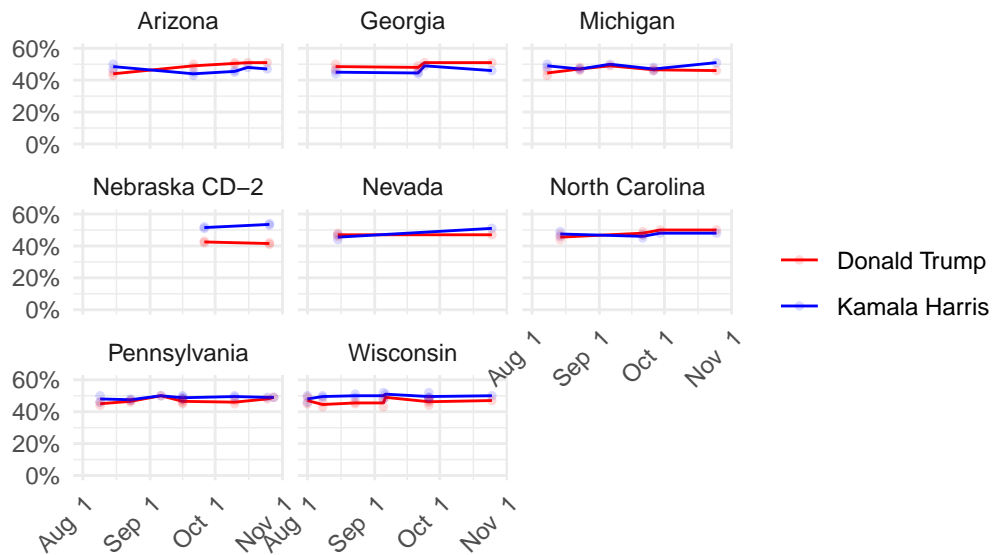 Arizona
Georgia
Michigan
60%
40%
20%
0%
Nebraska CD−2
Nevada
North Carolina
60%
40%
20%
0%
Donald Trump
Kamala Harris
Aug 1
Sep 1
Oct 1
Nov 1
Pennsylvania
Wisconsin
60%
40%
20%
0%
Aug 1
Sep 1
Oct 1
Nov 1
Aug 1
Sep 1
Oct 1
Nov 1